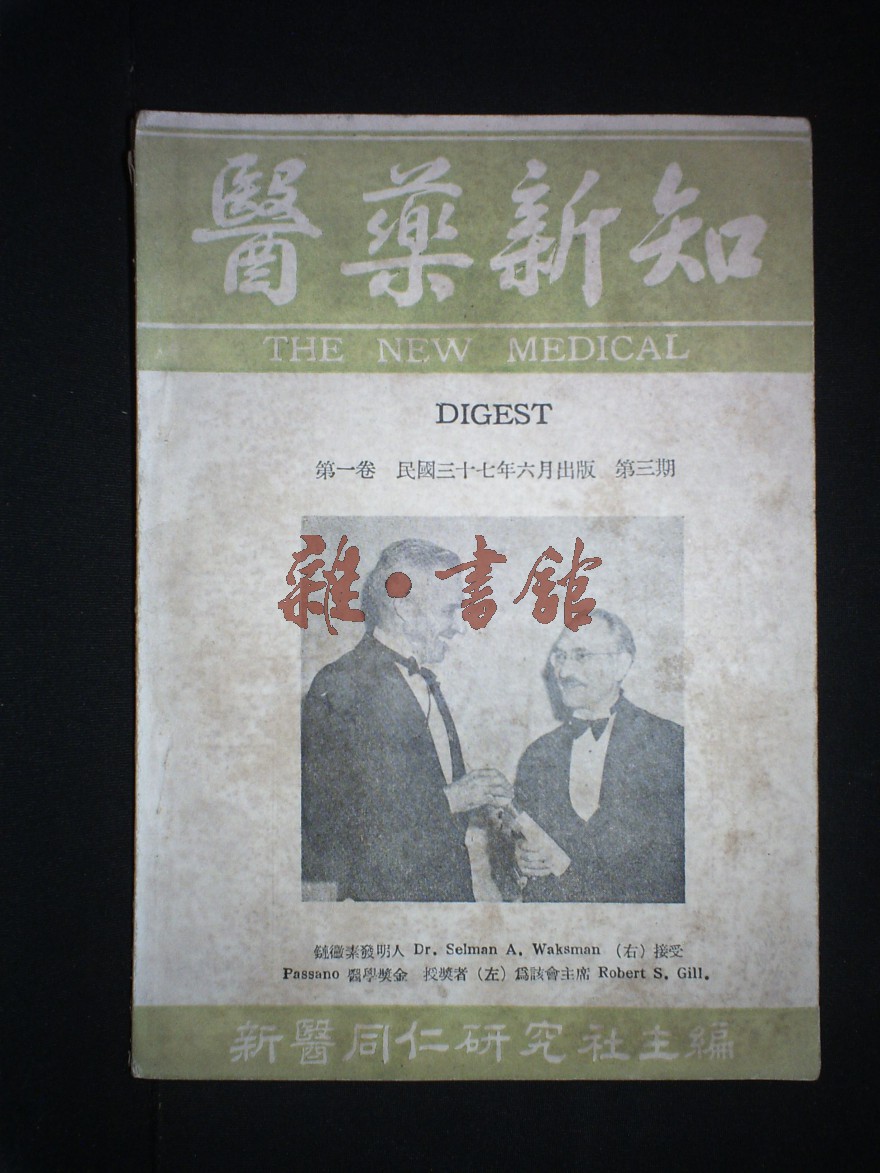 醫藥新知
THE NEW MEDICAL
DIGEST
第一卷 民國三十七年六月出版 第三期
雜·書館
鏈黴素發明人 Dr. Selman A. Waksman (右) 接受
Passano 醫學獎金 授獎者 (左) 爲該會主席 Robert S. Gill.
新醫同仁研究社主編